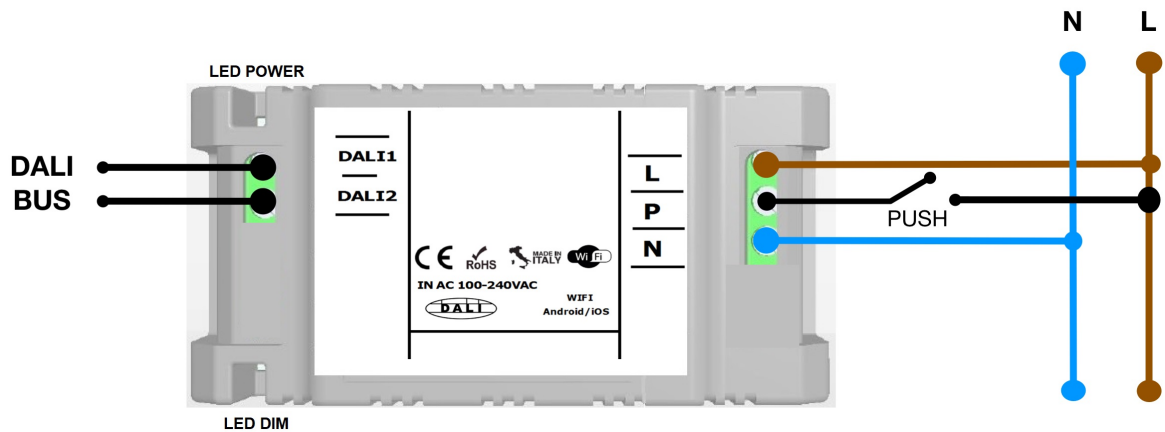 N L
LED POWER
DALI
BUS
DALI1
DALI2
L
P
N
PUSH
CE RoHS MADE IN ITALY Wi Fi
IN AC 100-240VAC
DALI
WIFI
Android/iOS
LED DIM